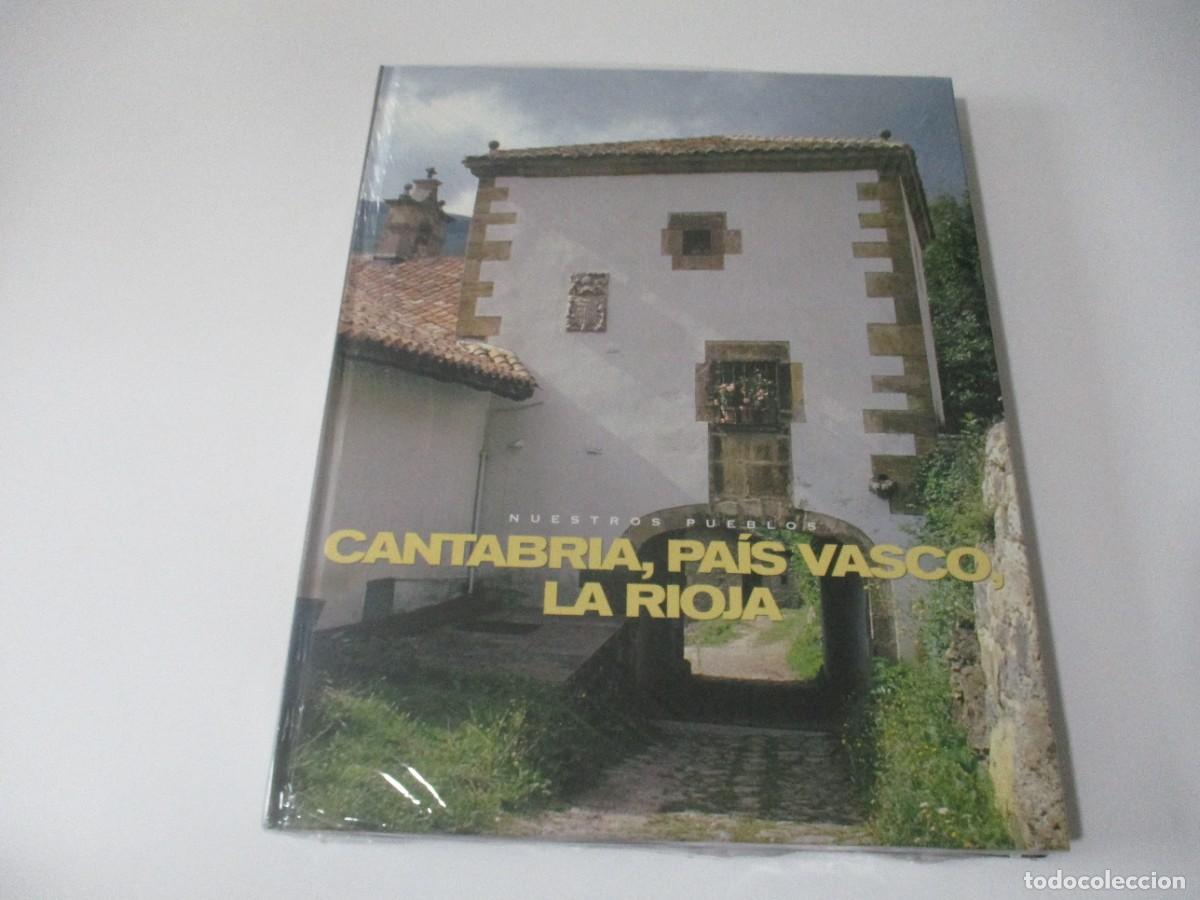 NUESTROS PUEBLOS
CANTABRIA, PAÍS VASCO,
LA RIOJA
todocoleccion